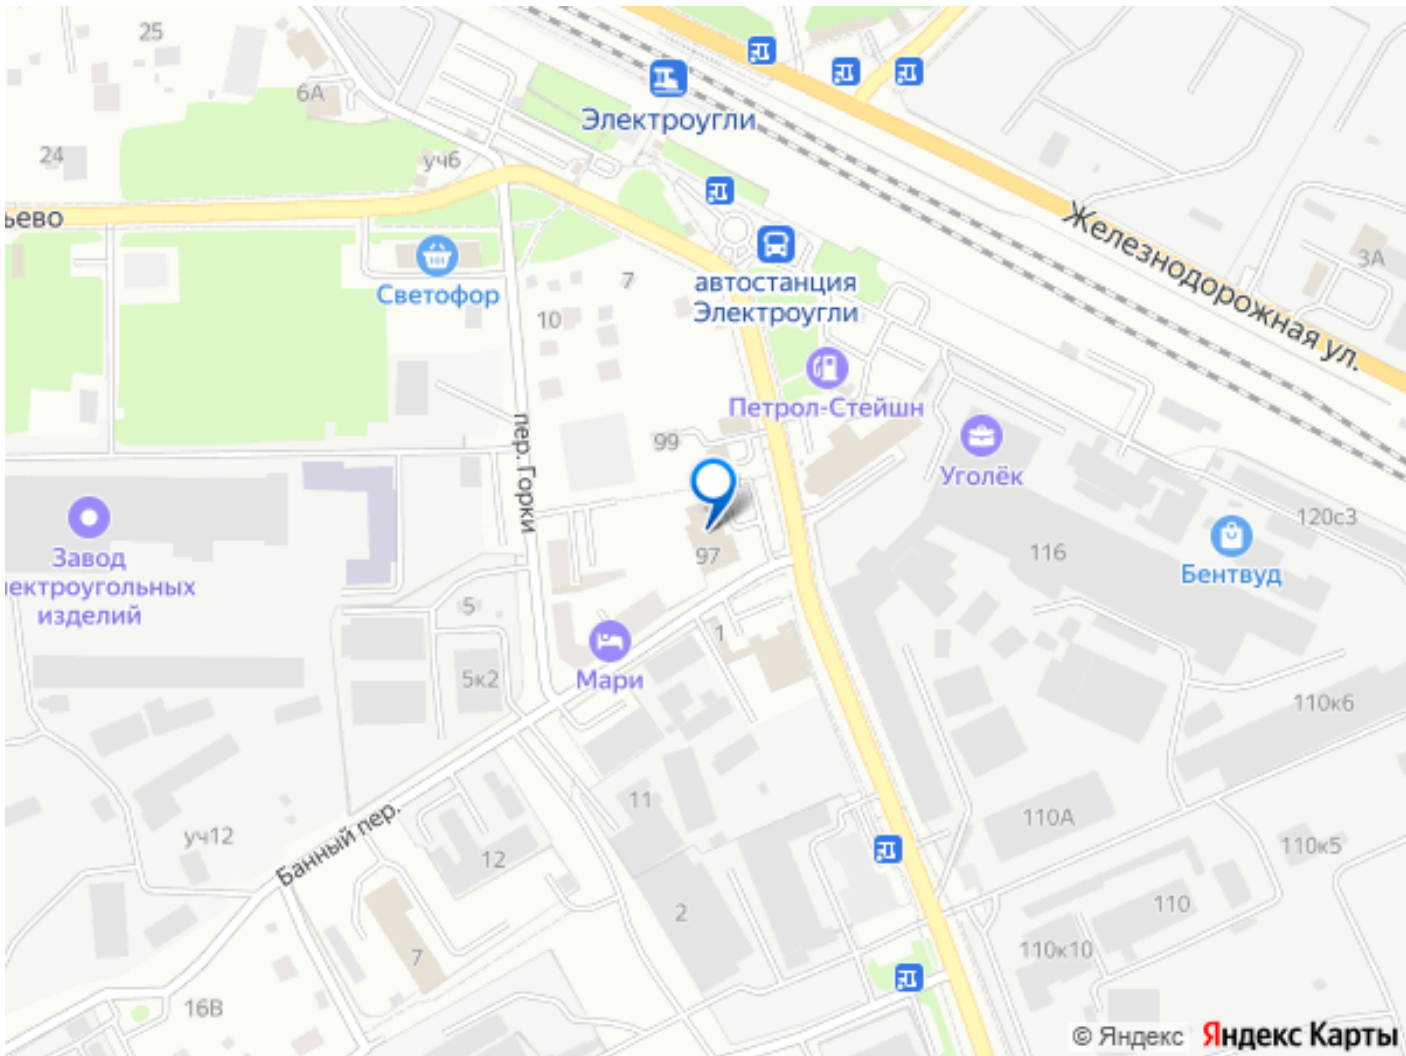 25
6А
Электроугли
24
уч6
ьево
Железнодорожная ул.
3А
Светофор
7
автостанция
Электроугли
10
Петрол-Стейшн
пер. Горки
99
Уголёк
120с3
Завод
лектроугольных
изделий
97
116
Бентвуд
5
1
Мари
5к2
110к6
11
110А
уч12
Банный пер.
12
110к5
2
110
7
110к10
16В
© Яндекс Яндекс Карты